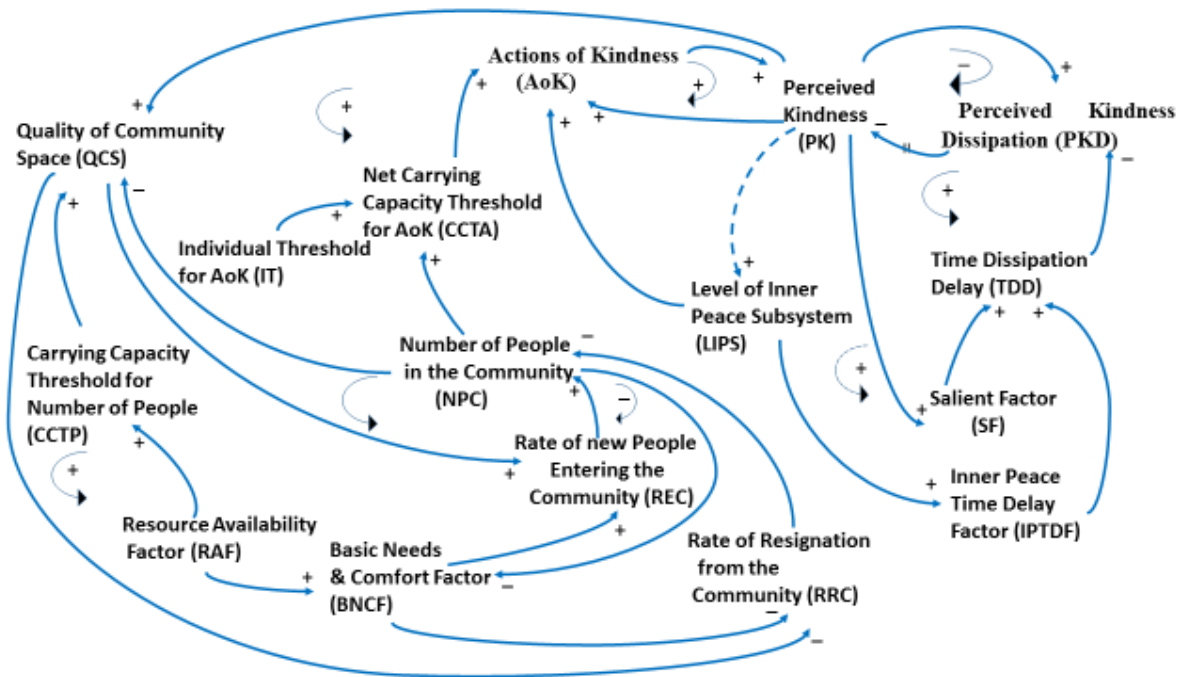 Actions of Kindness
(AoK)
Perceived
Kindness
(PK)
Perceived Kindness
Dissipation (PKD)
Quality of Community
Space (QCS)
Net Carrying
Capacity Threshold
for AoK (CCTA)
Individual Threshold
for AoK (IT)
Time Dissipation
Delay (TDD)
Level of Inner
Peace Subsystem
(LIPS)
Carrying Capacity
Threshold for
Number of People
(CCTP)
Number of People
in the Community
(NPC)
Salient Factor
(SF)
Rate of new People
Entering the
Community (REC)
Inner Peace
Time Delay
Factor (IPTDF)
Resource Availability
Factor (RAF)
Basic Needs
& Comfort Factor
(BNCF)
Rate of Resignation
from the
Community (RRC)